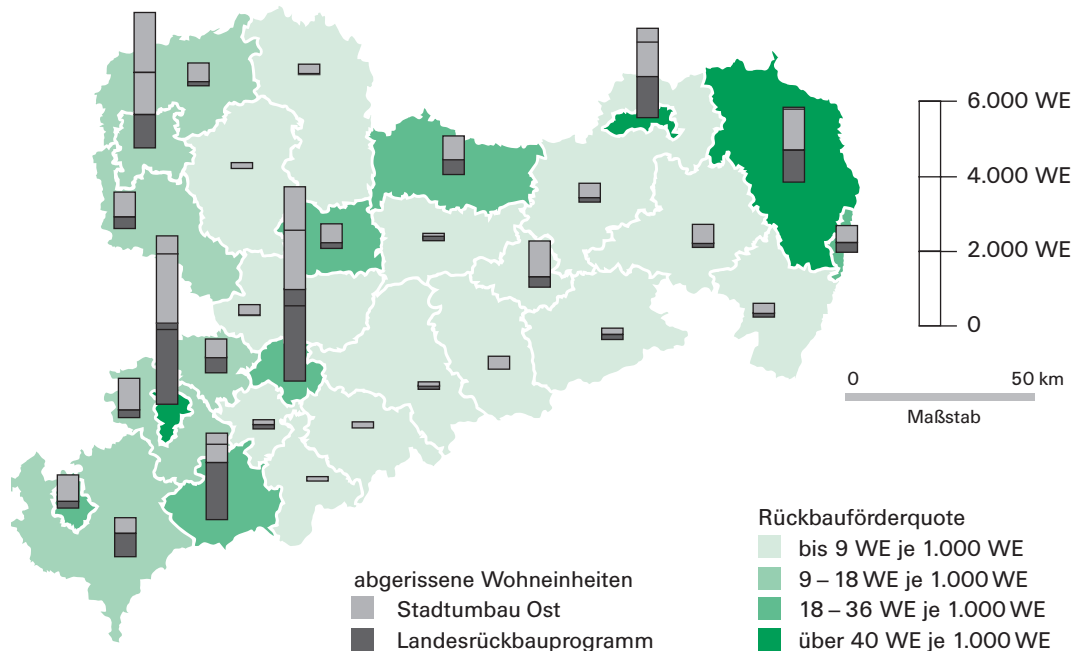 6.000 WE
4.000 WE
2.000 WE
0
0 50 km
Maßstab
abgerissene Wohneinheiten
Stadtumbau Ost
Landesrückbauprogramm
Rückbauförderquote
bis 9 WE je 1.000 WE
9 – 18 WE je 1.000 WE
18 – 36 WE je 1.000 WE
über 40 WE je 1.000 WE